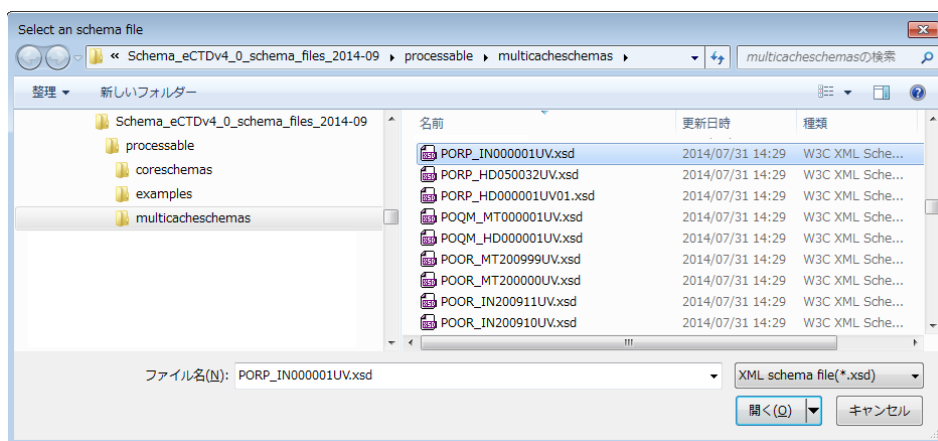 Select an schema file
« Schema_eCTDv4_0_schema_files_2014-09 processable multicacheschemas multicacheschemasの検索
整理 新しいフォルダー
Schema_eCTDv4_0_schema_files_2014-09
processable
coreschemas
examples
multicacheschemas
名前 更新日時 種類
PORP_IN000001UV.xsd 2014/07/31 14:29 W3C XML Sche...
PORP_HD050032UV.xsd 2014/07/31 14:29 W3C XML Sche...
PORP_HD000001UV01.xsd 2014/07/31 14:29 W3C XML Sche...
POQM_MT000001UV.xsd 2014/07/31 14:29 W3C XML Sche...
POQM_HD000001UV.xsd 2014/07/31 14:29 W3C XML Sche...
POOR_MT200999UV.xsd 2014/07/31 14:29 W3C XML Sche...
POOR_MT200000UV.xsd 2014/07/31 14:29 W3C XML Sche...
POOR_IN200911UV.xsd 2014/07/31 14:29 W3C XML Sche...
POOR_IN200910UV.xsd 2014/07/31 14:29 W3C XML Sche...
ファイル名(N): PORP_IN000001UV.xsd XML schema file(*.xsd)
開く(O) キャンセル